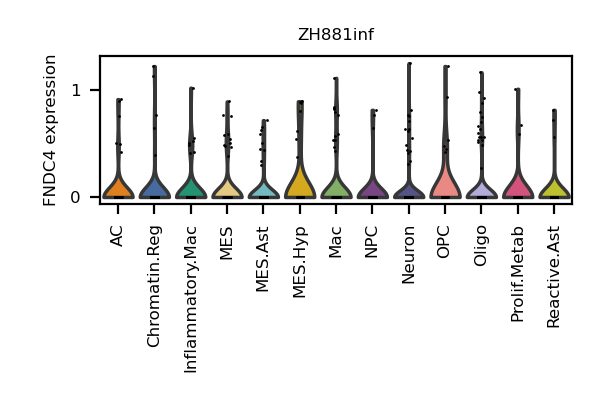 ZH881inf
FNDC4 expression
1
0
AC
Chromatin.Reg
Inflammatory.Mac
MES
MES.Ast
MES.Hyp
Mac
NPC
Neuron
OPC
Oligo
Prolif.Metab
Reactive.Ast